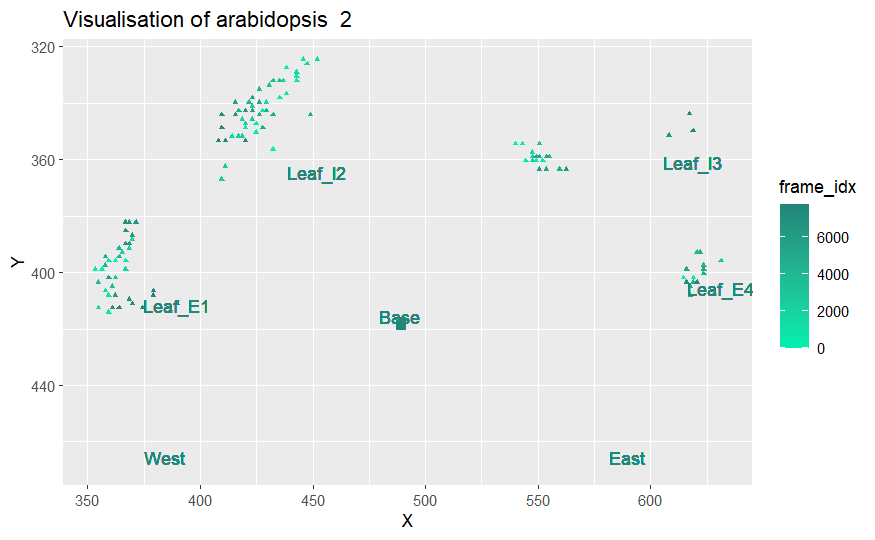 Visualisation of arabidopsis  2
320
360
400
440
Y
Leaf_I2
Leaf_I3
Leaf_E1
Leaf_E4
Base
West
East
350
400
450
500
550
600
X
frame_idx
6000
4000
2000
0